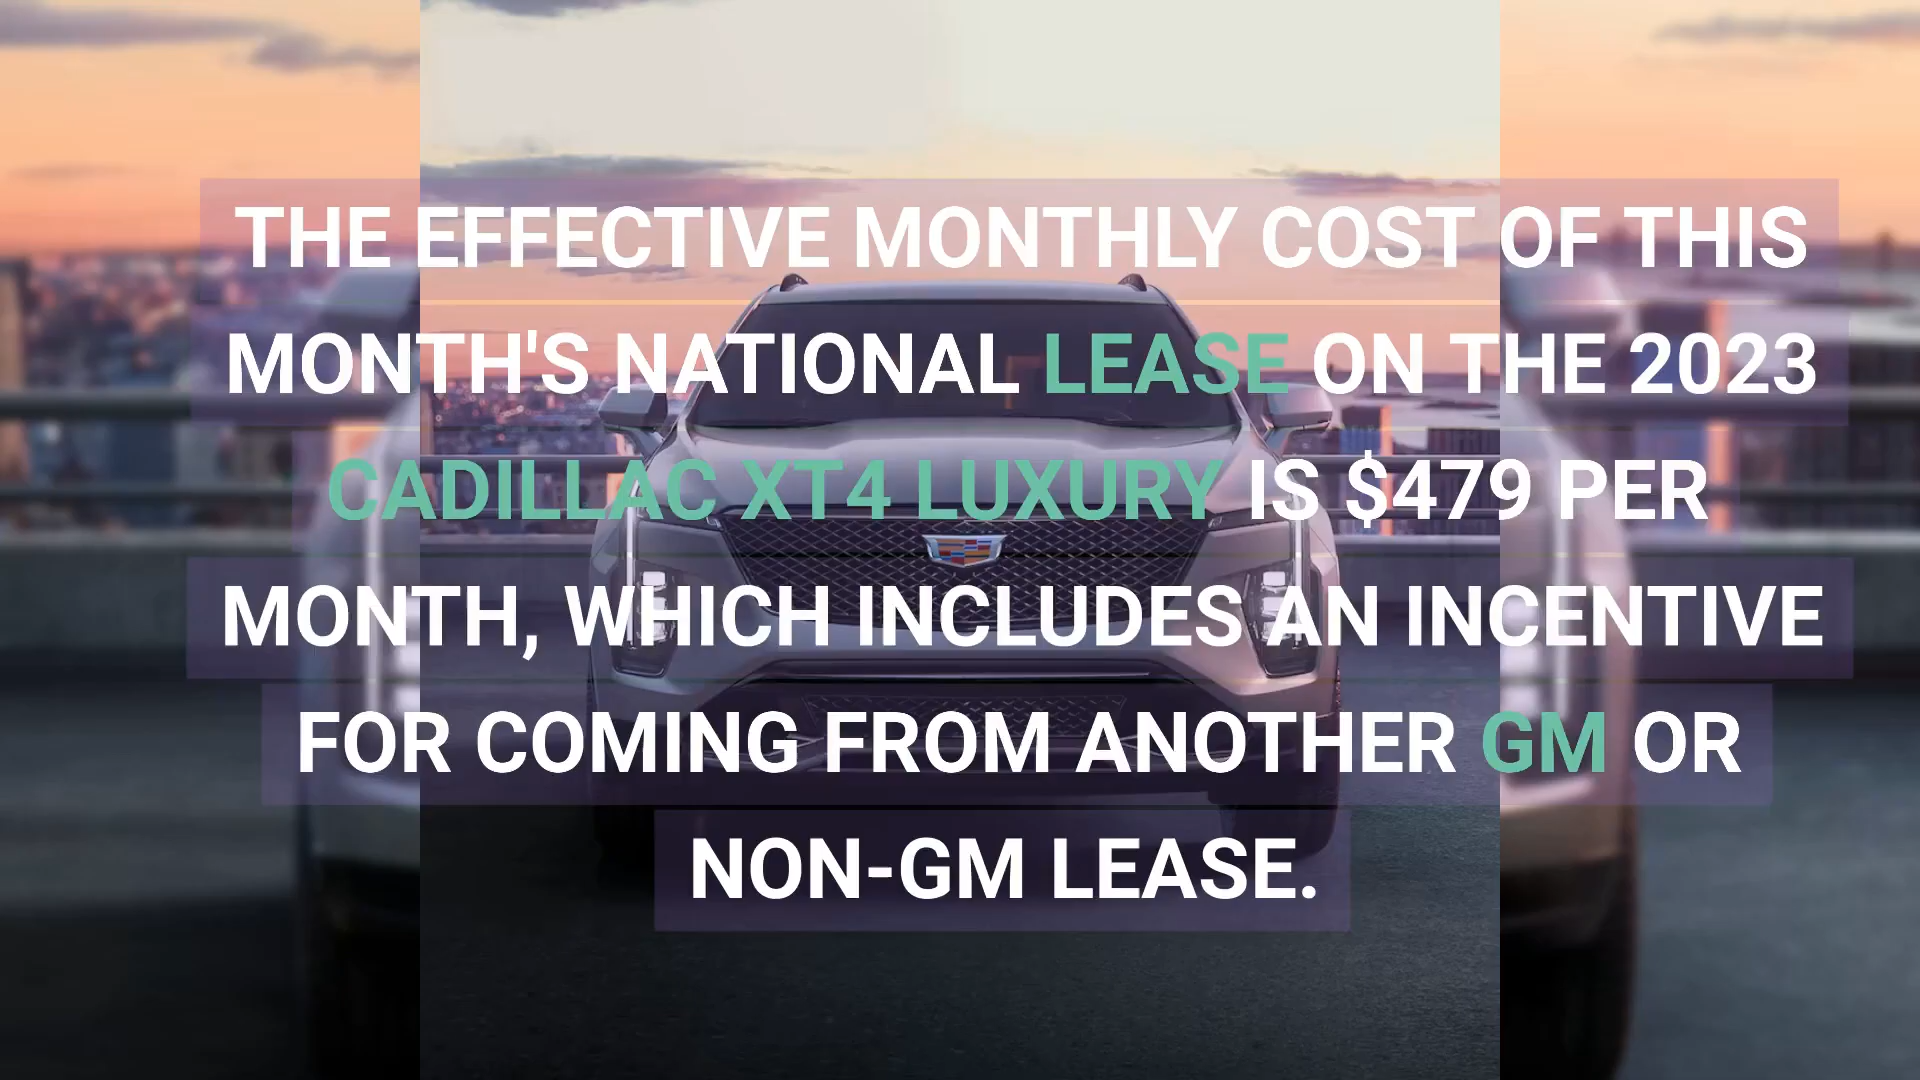 THE EFFECTIVE MONTHLY COST OF THIS
MONTH'S NATIONAL LEASE ON THE 2023
CADILLAC XT4 LUXURY IS $479 PER
MONTH, WHICH INCLUDES AN INCENTIVE
FOR COMING FROM ANOTHER GM OR
NON-GM LEASE.